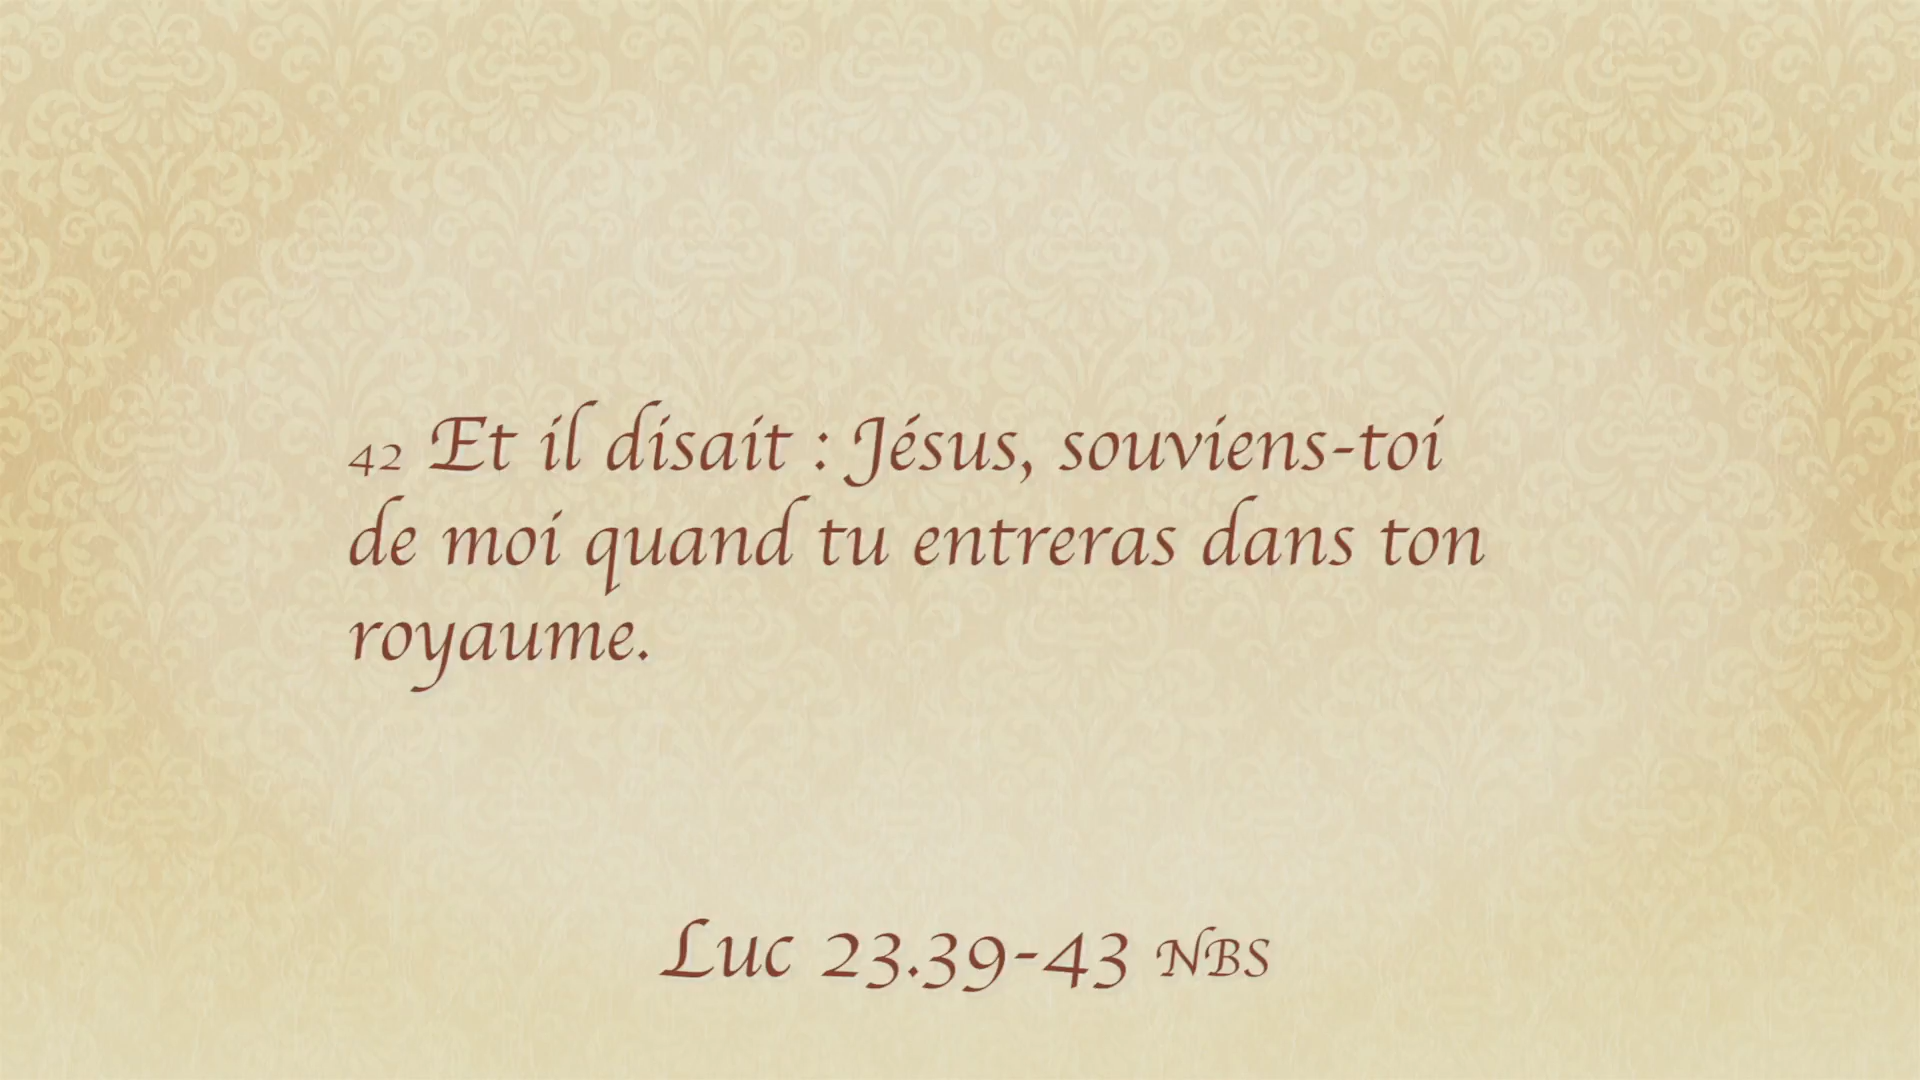 42 Et il disait : Jésus, souviens-toi
de moi quand tu entreras dans ton
royaume.
Luc 23.39-43 NBS